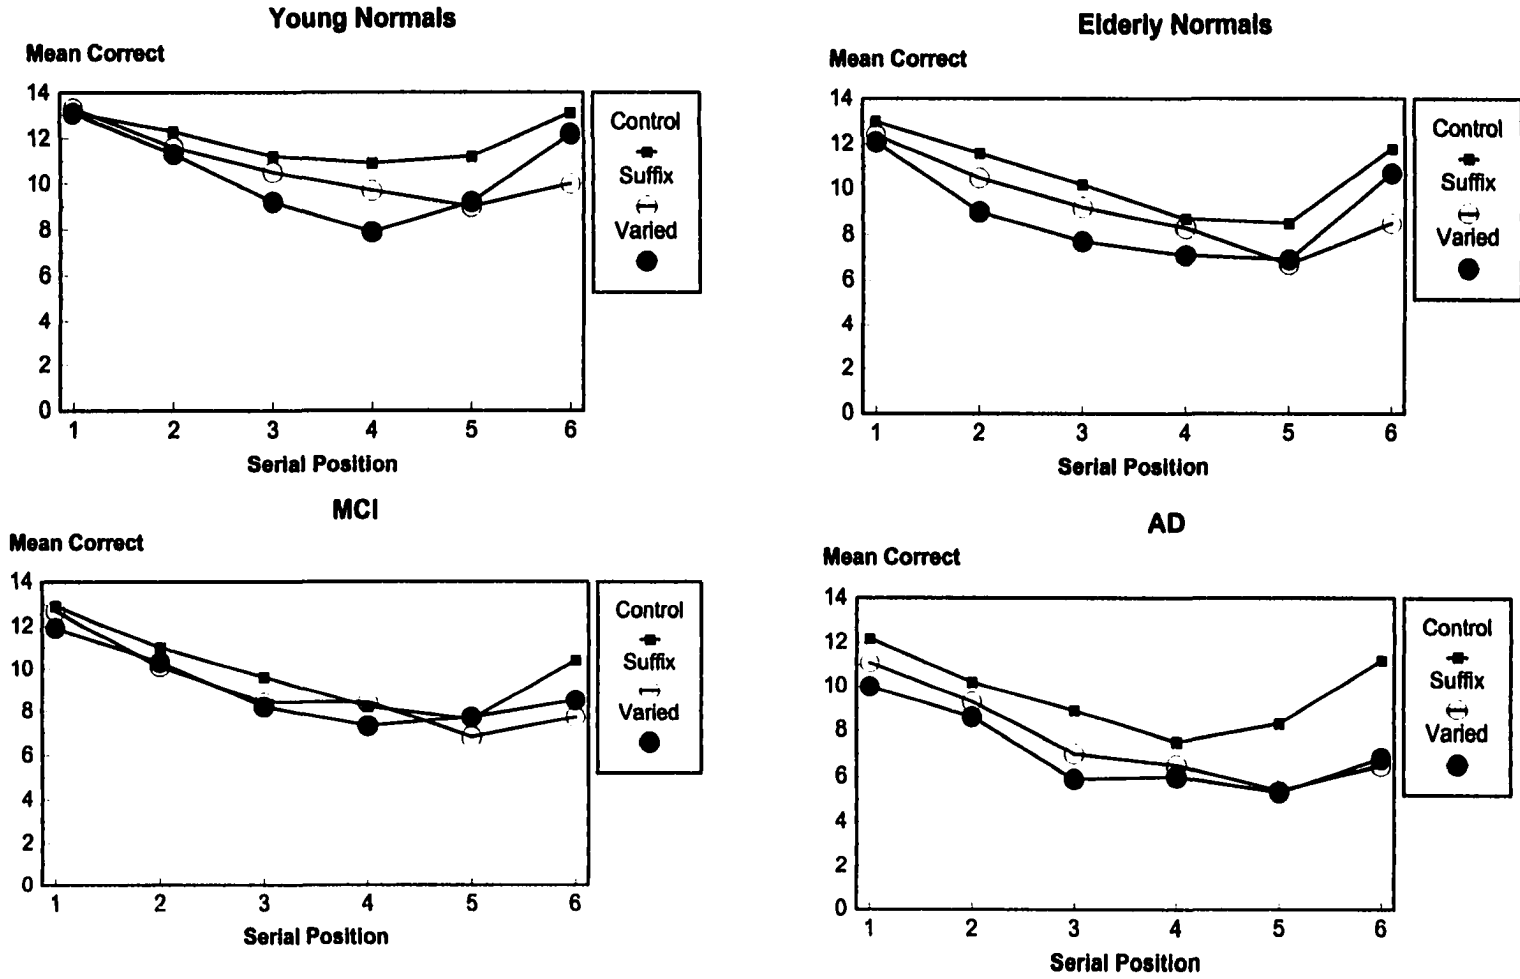 Young Normals
Mean Correct
14
12
10
8
6
4
2
0
1 2 3 4 5 6
Serial Position
Control
Suffix
Varied
Elderly Normals
Mean Correct
14
12
10
8
6
4
2
0
1 2 3 4 5 6
Serial Position
Control
Suffix
Varied
MCI
Mean Correct
14
12
10
8
6
4
2
0
1 2 3 4 5 6
Serial Position
Control
Suffix
Varied
AD
Mean Correct
14
12
10
8
6
4
2
0
1 2 3 4 5 6
Serial Position
Control
Suffix
Varied